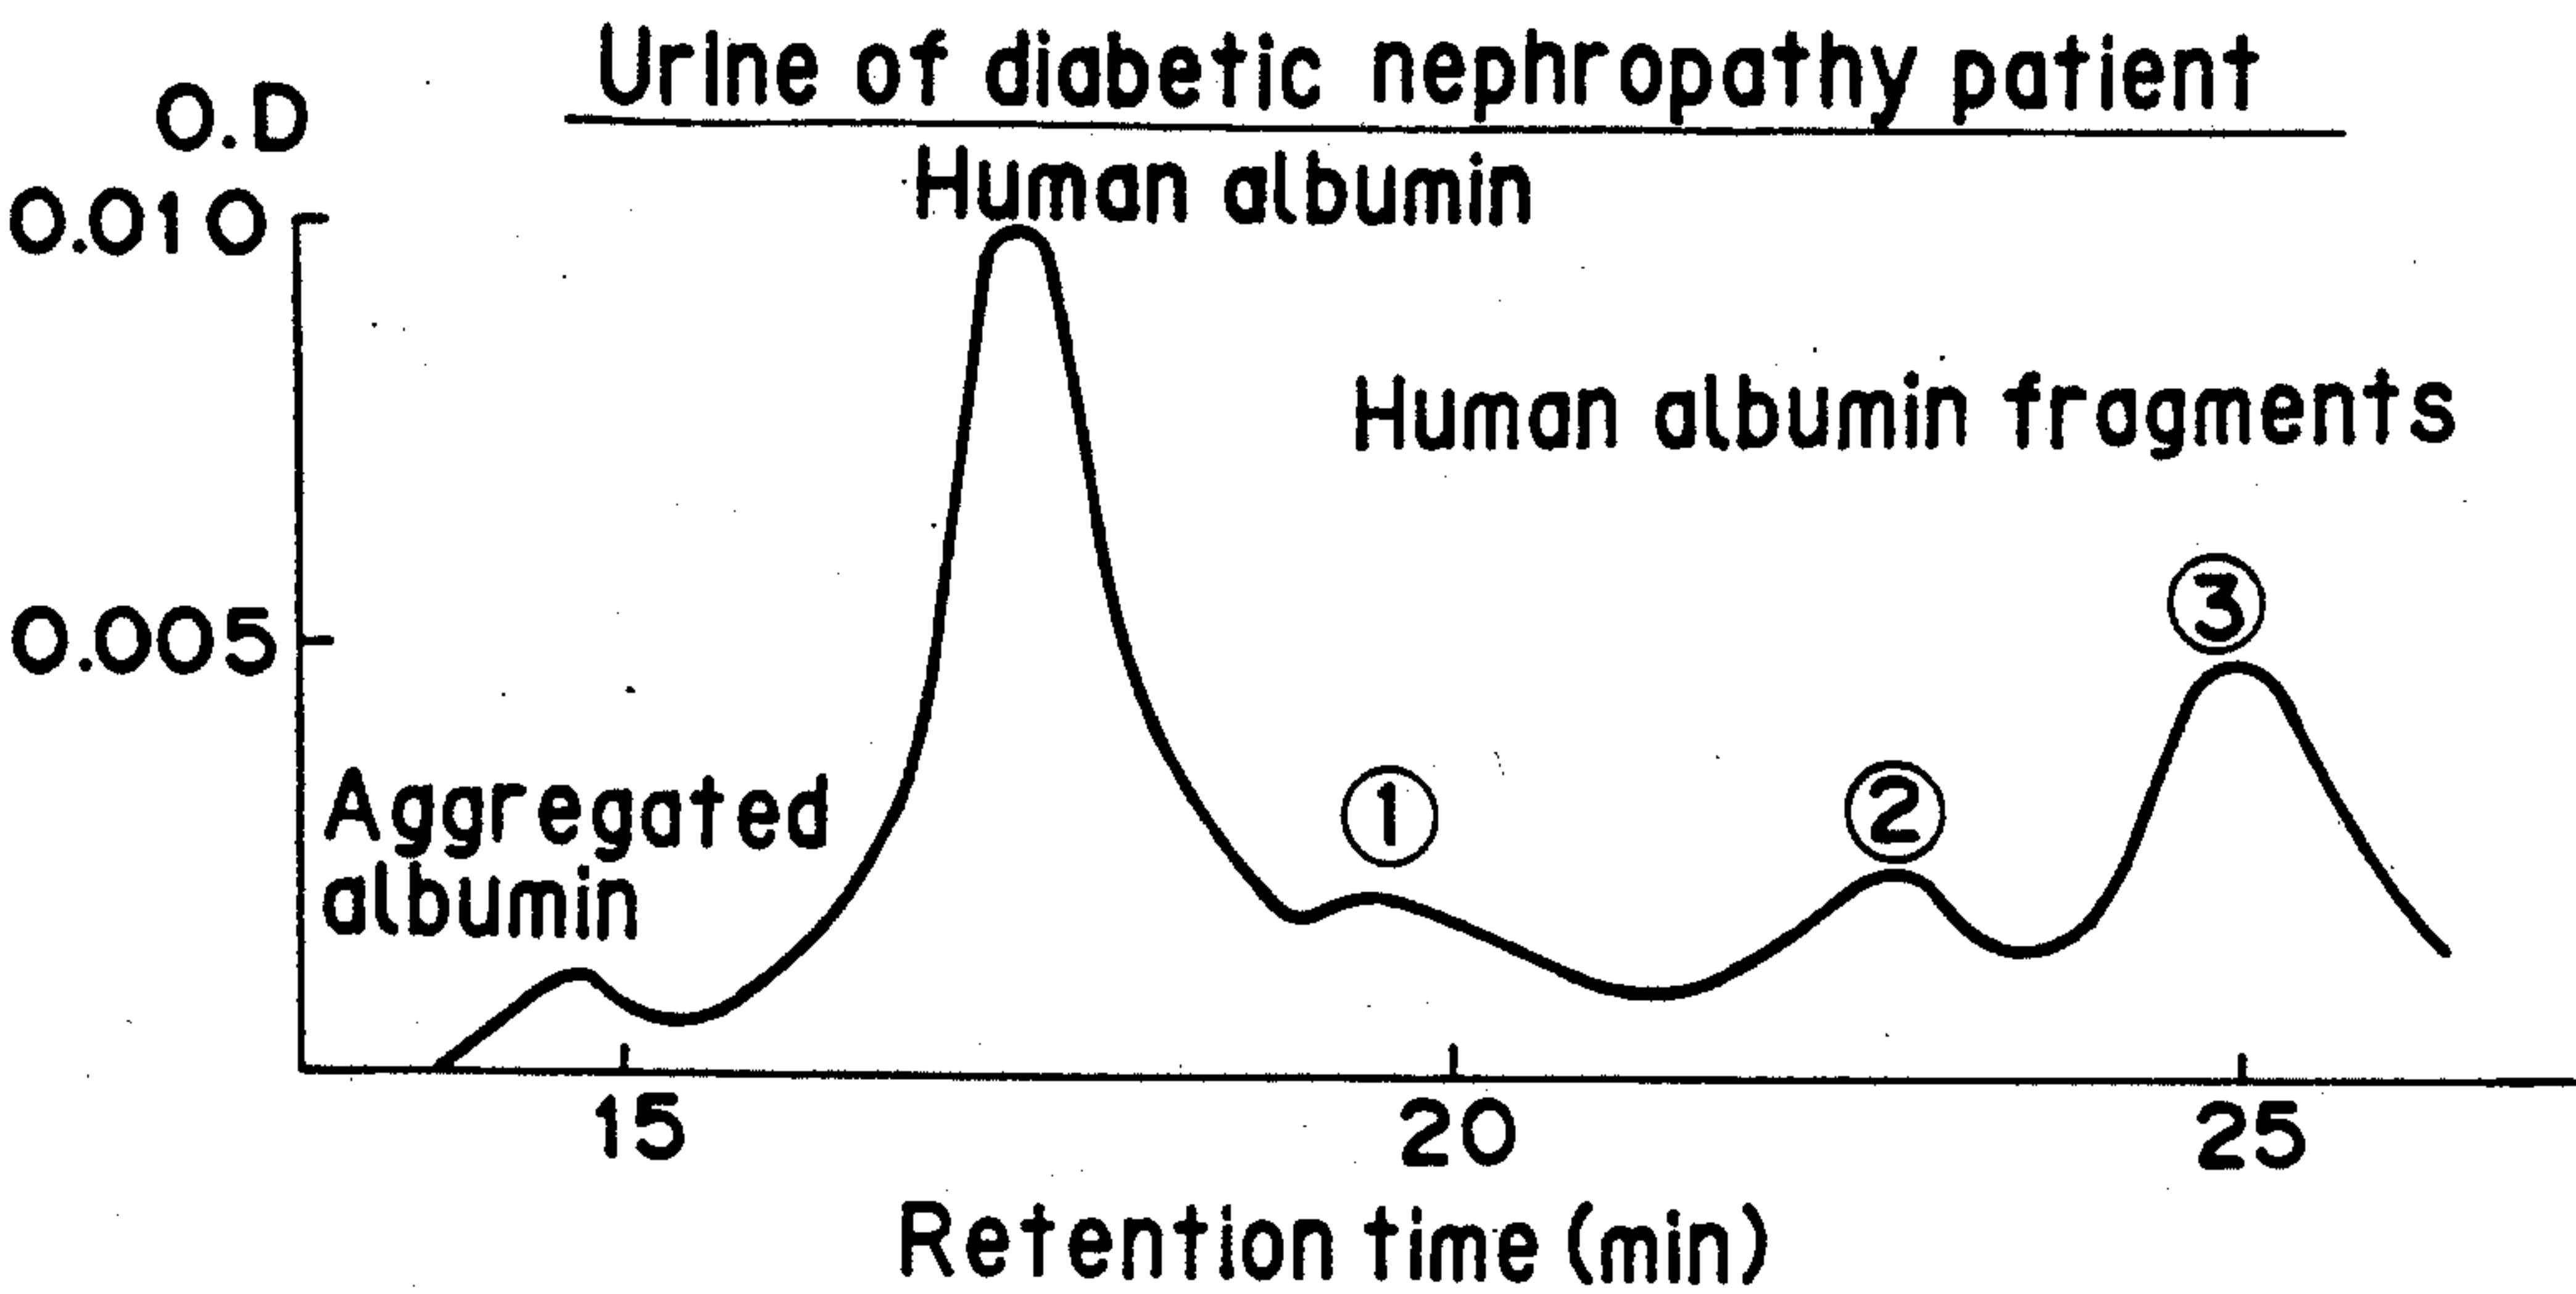 Urine of diabetic nephropathy patient
O.D
0.010
Human albumin
Human albumin fragments
0.005
③
Aggregated
albumin
①
②
15
20
25
Retention time (min)